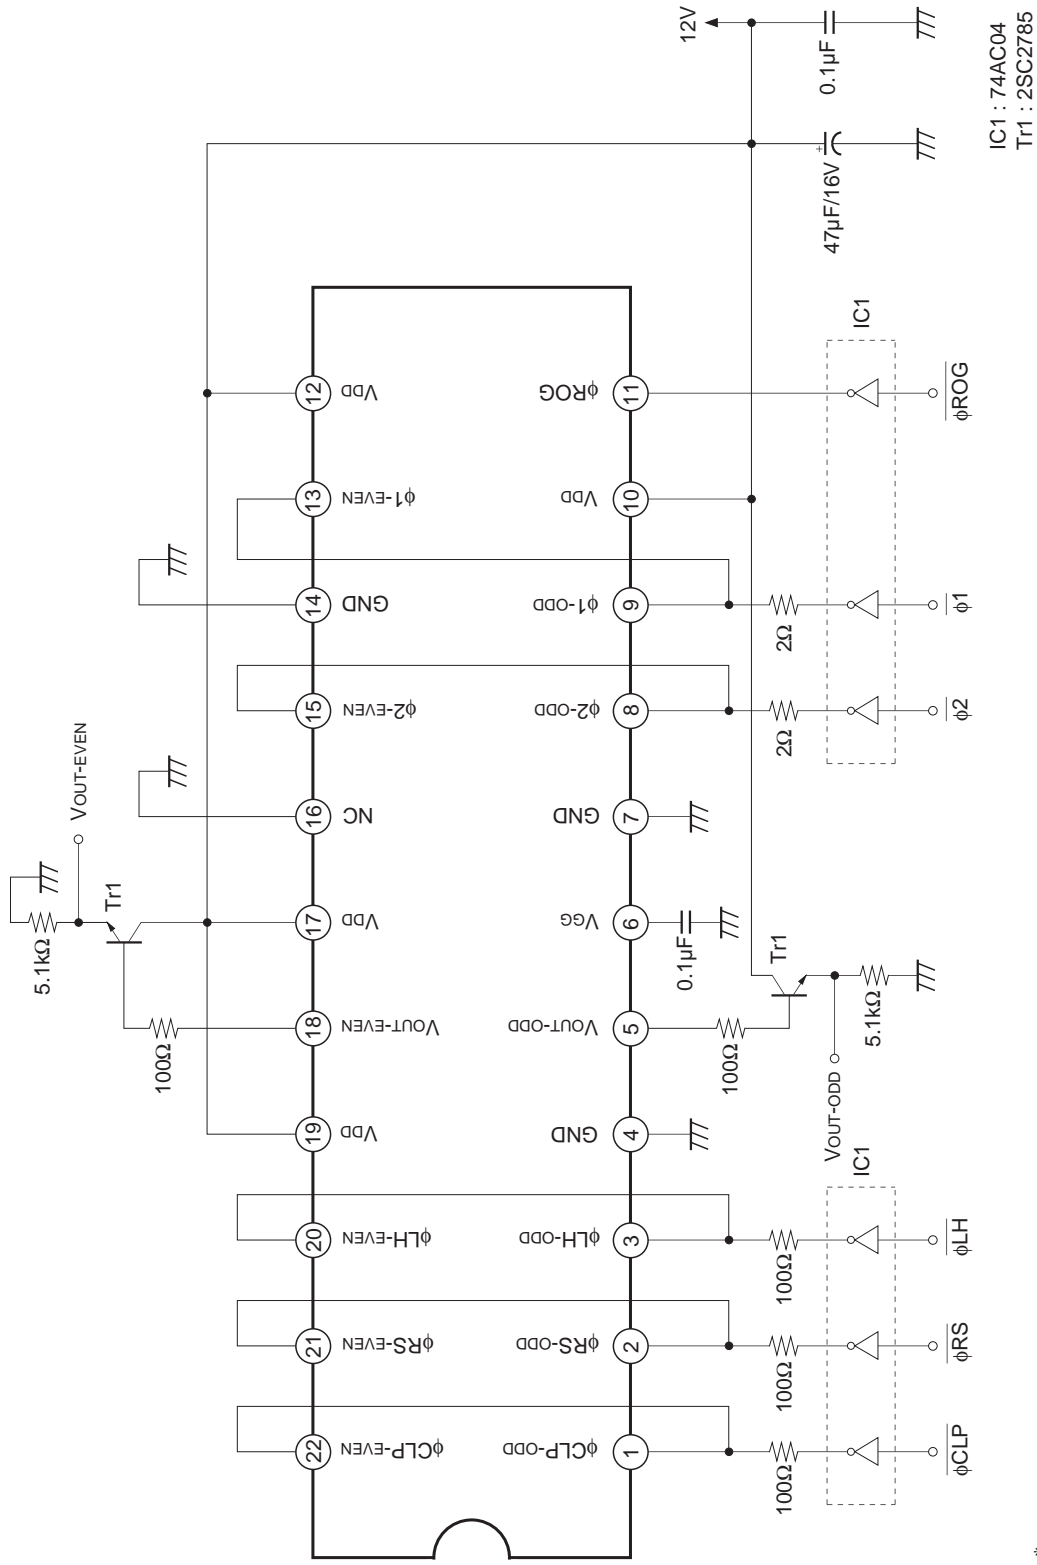 12V
0.1µF
47µF/16V
IC1 : 74AC04
Tr1 : 2SC2785
VOUT-EVEN
5.1kΩ
Tr1
100Ω
22
21
20
19
18
17
16
15
14
13
12
φCLP-EVEN
φRS-EVEN
φLH-EVEN
VDD
VOUT-EVEN
VDD
NC
φ2-EVEN
GND
φ1-EVEN
VDD
φCLP-ODD
φRS-ODD
φLH-ODD
GND
VOUT-ODD
VGG
GND
φ2-ODD
φ1-ODD
VDD
φROG
1
2
3
4
5
6
7
8
9
10
11
100Ω
100Ω
100Ω
100Ω
0.1µF
2Ω
2Ω
Tr1
5.1kΩ
VOUT-ODD
IC1
IC1
φCLP
φRS
φLH
φ2
φ1
φROG
*